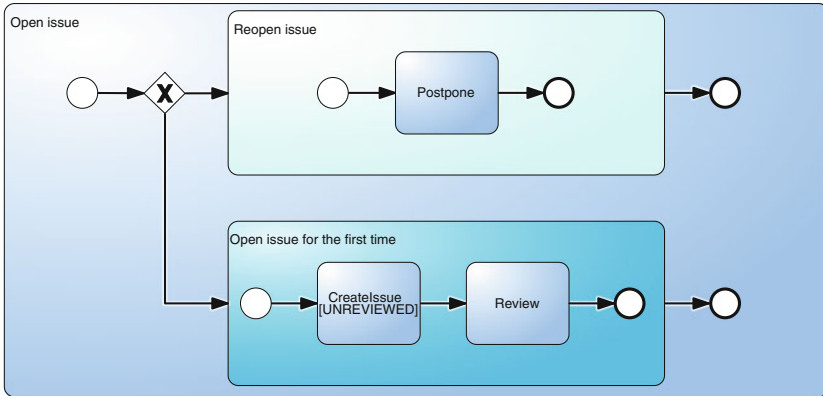 Open issue
Reopen issue
X
Postpone
Open issue for the first time
CreateIssue
[UNREVIEWED]
Review